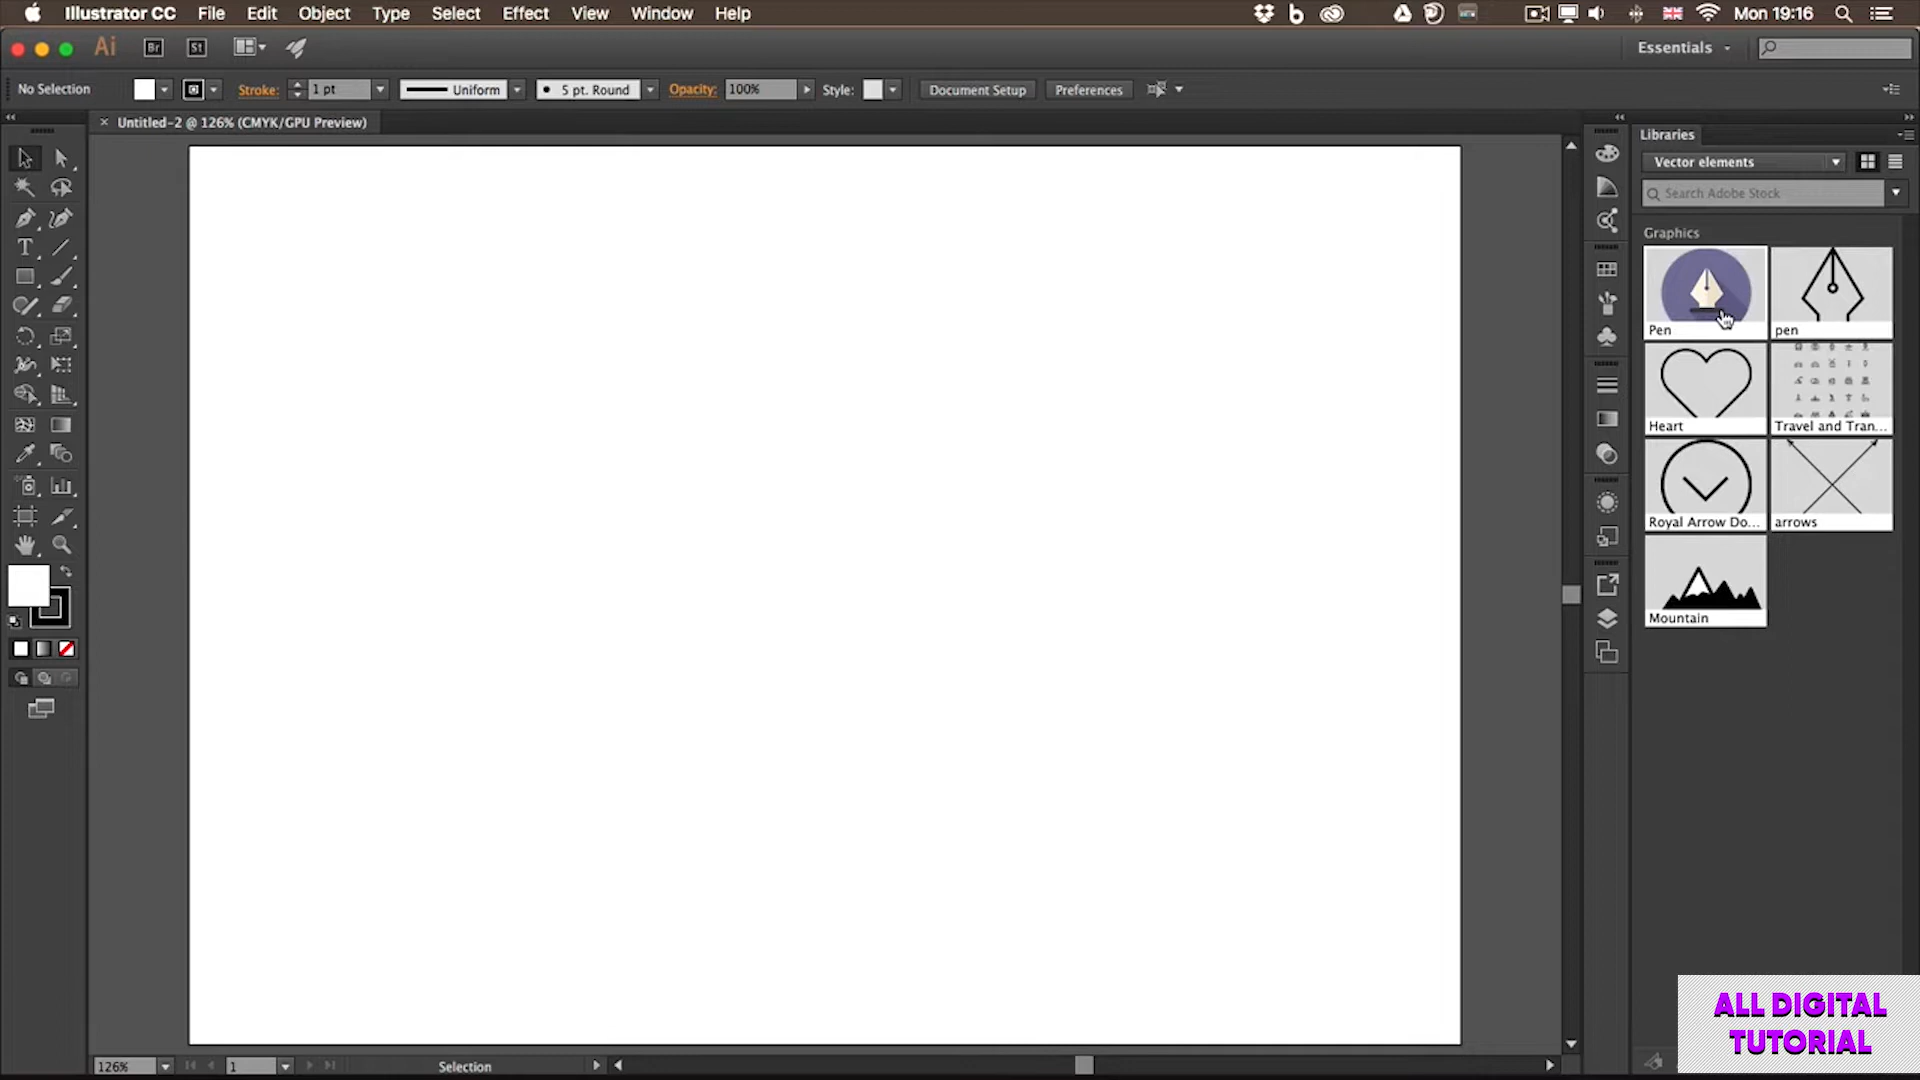 Illustrator CC File Edit Object Type Select Effect View Window Help Mon 19:16
Ai Br St Essentials
No Selection Stroke: 1 pt Uniform 5 pt. Round Opacity: 100% Style: Document Setup Preferences
× Untitled-2 @ 126% (CMYK/GPU Preview)
Libraries
Vector elements
Search Adobe Stock
Graphics
Pen pen
Heart Travel and Tran...
Royal Arrow Do... arrows
Mountain
126% 1 Selection
ALL DIGITAL
TUTORIAL